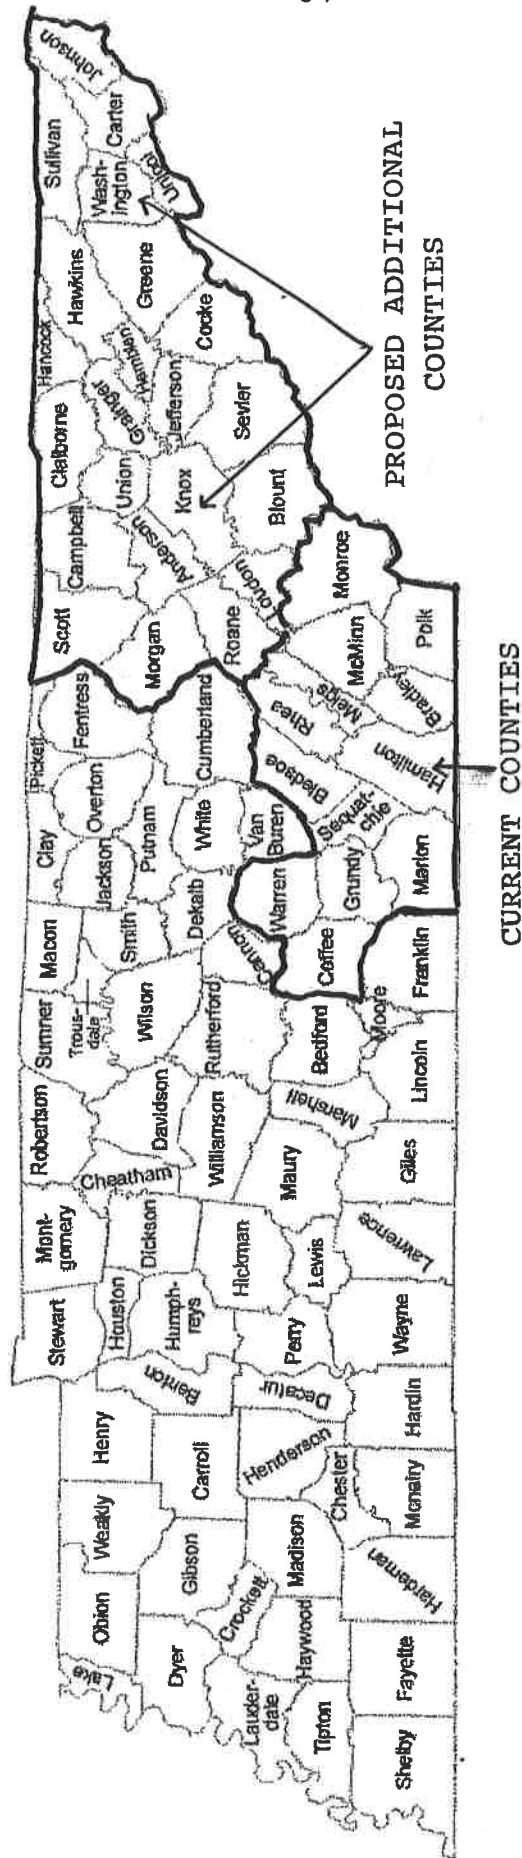 Lake
Obion
Weakly
Henry
Stewart
Mont-
gomery
Robertson
Sumner
Macon
Trous-
dale
Clay
Pickett
Fentress
Scott
Campbell
Claiborne
Hancock
Hawkins
Sullivan
Johnson
Dyer
Gibson
Carroll
Benton
Houston
Humph-
reys
Dickson
Cheatham
Davidson
Wilson
Smith
Jackson
Overton
Putnam
Morgan
Anderson
Union
Grainger
Hamblen
Greene
Wash-
ington
Carter
Unicoi
Lauder-
dale
Crockett
Haywood
Madison
Henderson
Decatur
Perry
Hickman
Williamson
Rutherford
Cannon
Dekalb
White
Van
Buren
Cumberland
Roane
Loudon
Knox
Jefferson
Cocke
Sevier
Blount
Tipton
Chester
Lewis
Maury
Marshell
Bedford
Coffee
Warren
Grundy
Sequat-
chie
Bledsoe
Rhea
Meigs
McMinn
Monroe
Shelby
Fayette
Hardeman
Mcnairy
Hardin
Wayne
Lawrence
Giles
Lincoln
Moore
Franklin
Marion
Hamilton
Bradley
Polk
CURRENT COUNTIES
PROPOSED ADDITIONAL
COUNTIES